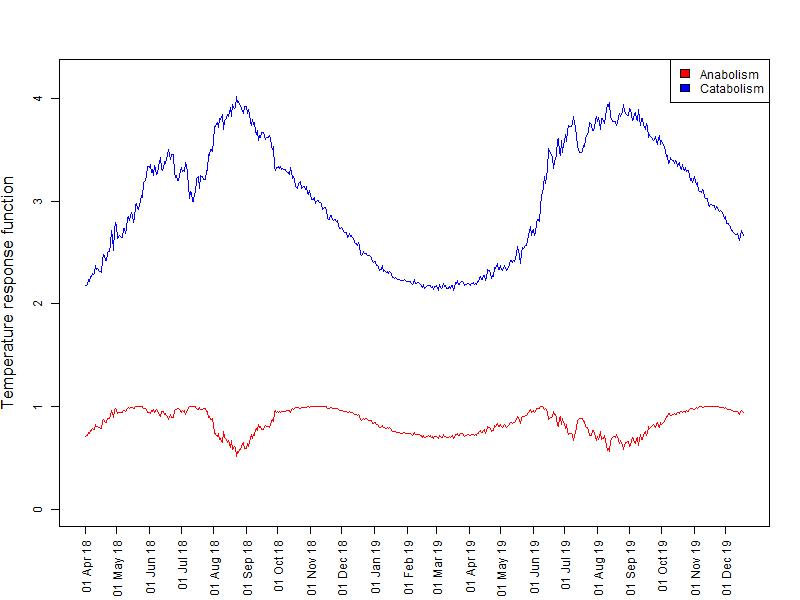 Anabolism
Catabolism
Temperature response function
4
3
2
1
0
01 Apr 18
01 May 18
01 Jun 18
01 Jul 18
01 Aug 18
01 Sep 18
01 Oct 18
01 Nov 18
01 Dec 18
01 Jan 19
01 Feb 19
01 Mar 19
01 Apr 19
01 May 19
01 Jun 19
01 Jul 19
01 Aug 19
01 Sep 19
01 Oct 19
01 Nov 19
01 Dec 19